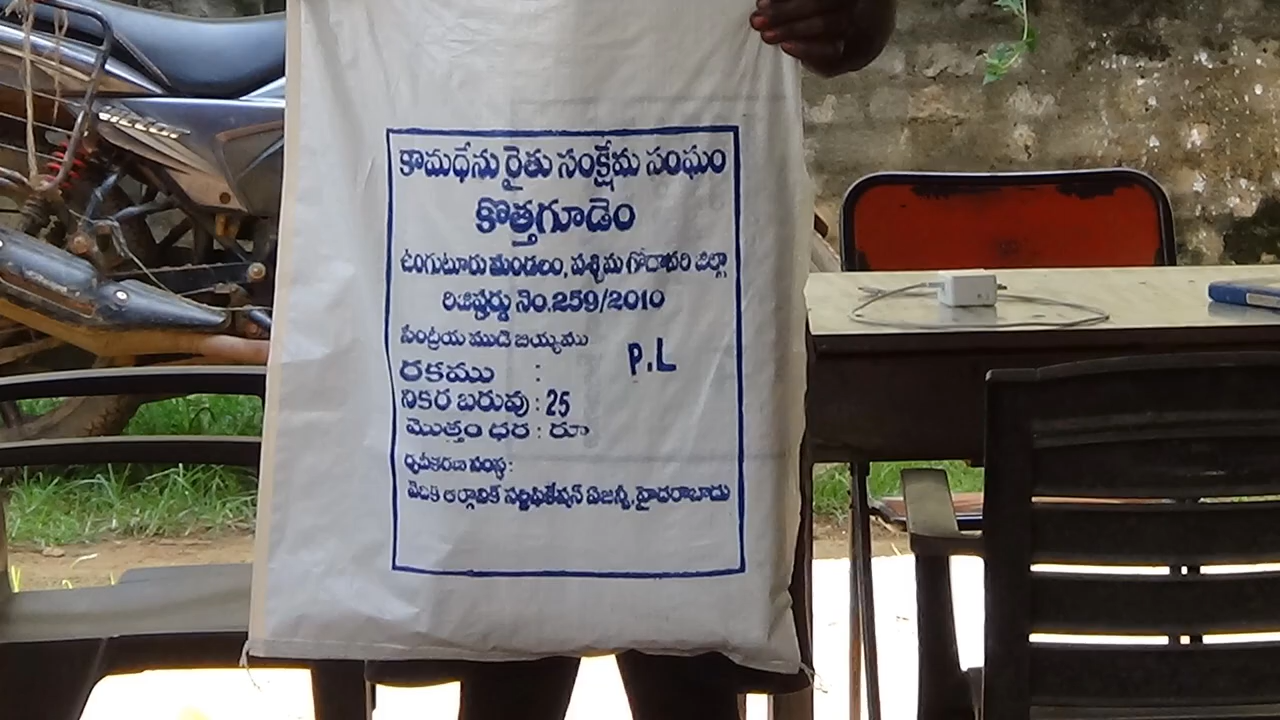 కామధేను రైతు సంక్షేమ సంఘం
కొత్తగూడెం
ఉంగుటూరు మండలం, పశ్చిమ గోదావరి జిల్లా
రిజిష్టర్డు నెం.259/2010
సేంద్రియ ముడి బియ్యము
P.L
రకము :
నికర బరువు : 25
మొత్తం ధర : రూ
ధృవీకరణ సంస్థ :
వేదిక్ ఆర్గానిక్ సర్టిఫికేషన్ ఏజన్సీ, హైదరాబాదు